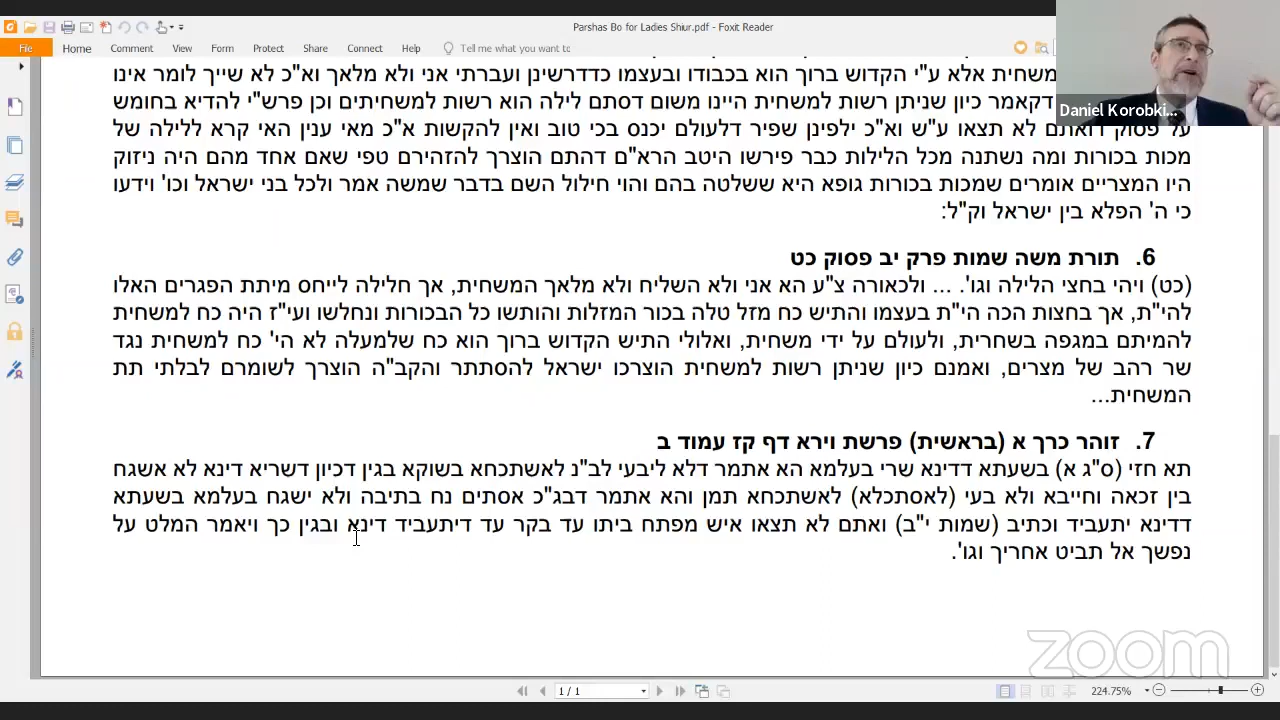 Parshas Bo for Ladies Shiur.pdf - Foxit Reader
File Home Comment View Form Protect Share Connect Help Tell me what you want to
Daniel Korobki...
משחית אלא ע"י הקדוש ברוך הוא בכבודו ובעצמו כדדרשינן ועברתי אני ולא מלאך וא"כ לא שייך לומר אינו
דקאמר כיון שניתן רשות למשחית היינו משום דסתם לילה הוא רשות למשחיתים וכן פרש"י להדיא בחומש
על פסוק ואתם לא תצאו ע"ש וא"כ ילפינן שפיר דלעולם יכנס בכי טוב ואין להקשות א"כ מאי ענין האי קרא ללילה של
מכות בכורות ומה נשתנה מכל הלילות כבר פירשו היטב הרא"ם דהתם הוצרך להזהירם טפי שאם אחד מהם היה ניזוק
היו המצריים אומרים שמכות בכורות גופא היא ששלטה בהם והוי חילול השם בדבר שמשה אמר ולכל בני ישראל וכו' וידעו
כי ה' הפלא בין ישראל וק"ל:
6. תורת משה שמות פרק יב פסוק כט
(כט) ויהי בחצי הלילה וגו'. ... ולכאורה צ"ע הא אני ולא השליח ולא מלאך המשחית, אך חלילה לייחס מיתת הפגרים האלו
להי"ת, אך בחצות הכה הי"ת בעצמו והתיש כח מזל טלה בכור המזלות והותשו כל הבכורות ונחלשו ועי"ז היה כח למשחית
להמיתם במגפה בשחרית, ולעולם על ידי משחית, ואלולי התיש הקדוש ברוך הוא כח שלמעלה לא הי' כח למשחית נגד
שר רהב של מצרים, ואמנם כיון שניתן רשות למשחית הוצרכו ישראל להסתתר והקב"ה הוצרך לשומרם לבלתי תת
המשחית...
7. זוהר כרך א (בראשית) פרשת וירא דף קז עמוד ב
תא חזי (ס"ג א) בשעתא דדינא שרי בעלמא הא אתמר דלא ליבעי לב"נ לאשתכחא בשוקא בגין דכיון דשריא דינא לא אשגח
בין זכאה וחייבא ולא בעי (לאסתכלא) לאשתכחא תמן והא אתמר דבג"כ אסתים נח בתיבה ולא ישגח בעלמא בשעתא
דדינא יתעביד וכתיב (שמות י"ב) ואתם לא תצאו איש מפתח ביתו עד בקר עד דיתעביד דינא ובגין כך ויאמר המלט על
נפשך אל תביט אחריך וגו'.
zoom
1 / 1 224.75%